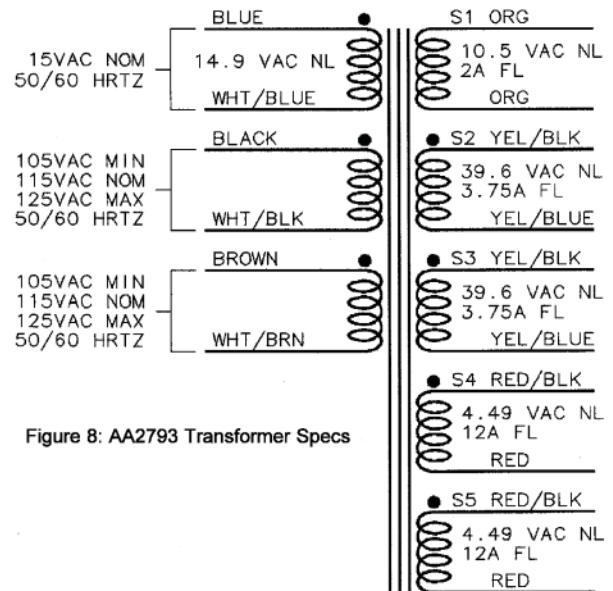 BLUE
15VAC NOM
50/60 HRTZ
14.9 VAC NL
WHT/BLUE
BLACK
105VAC MIN
115VAC NOM
125VAC MAX
50/60 HRTZ
WHT/BLK
BROWN
105VAC MIN
115VAC NOM
125VAC MAX
50/60 HRTZ
WHT/BRN
S1 ORG
10.5 VAC NL
2A FL
ORG
S2 YEL/BLK
39.6 VAC NL
3.75A FL
YEL/BLUE
S3 YEL/BLK
39.6 VAC NL
3.75A FL
YEL/BLUE
S4 RED/BLK
4.49 VAC NL
12A FL
RED
S5 RED/BLK
4.49 VAC NL
12A FL
RED
Figure 8: AA2793 Transformer Specs